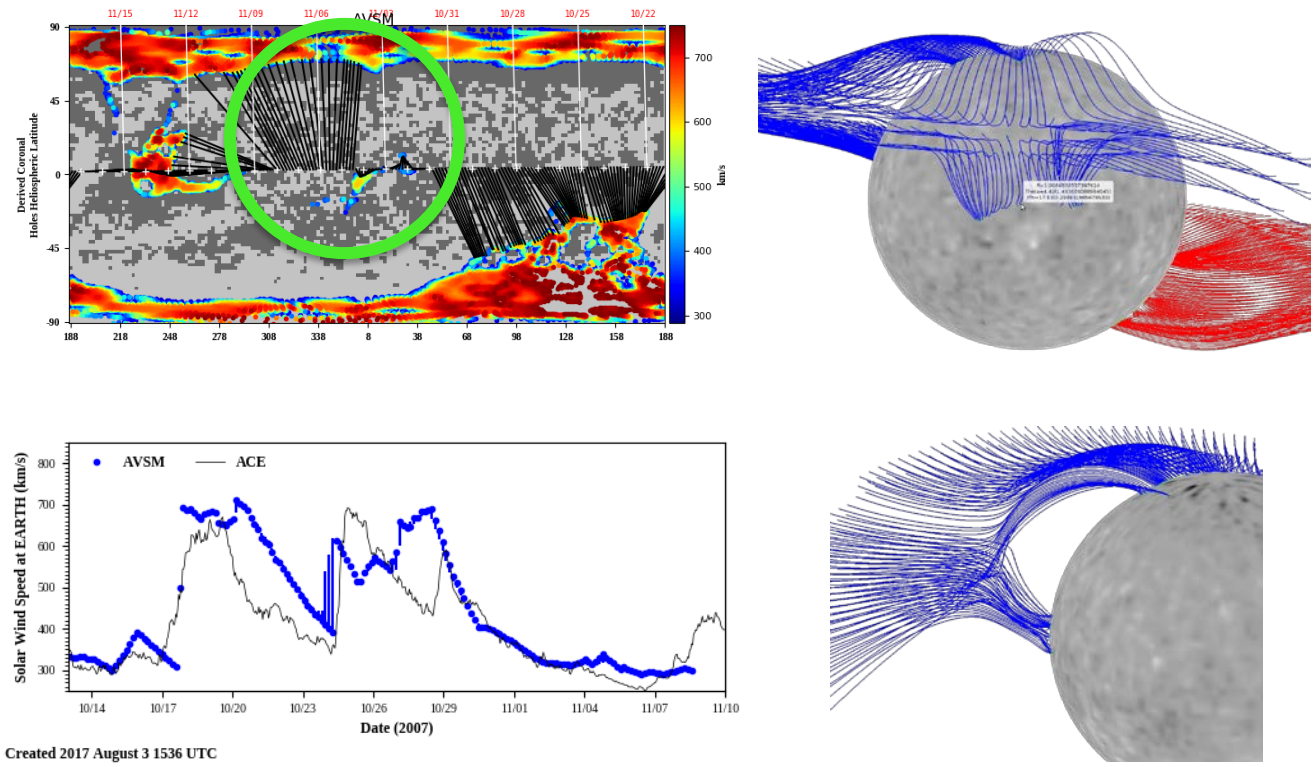 11/15 11/12 11/09 11/06 11/03 10/31 10/28 10/25 10/22
AVSM
90
45
0
-45
-90
Derived Coronal
Holes Heliospheric Latitude
188 218 248 278 308 338 8 38 68 98 128 158 188
700
600
500
400
300
km/s
AVSM ACE
800
700
600
500
400
300
Solar Wind Speed at EARTH (km/s)
10/14 10/17 10/20 10/23 10/26 10/29 11/01 11/04 11/07 11/10
Date (2007)
Created 2017 August 3 1536 UTC